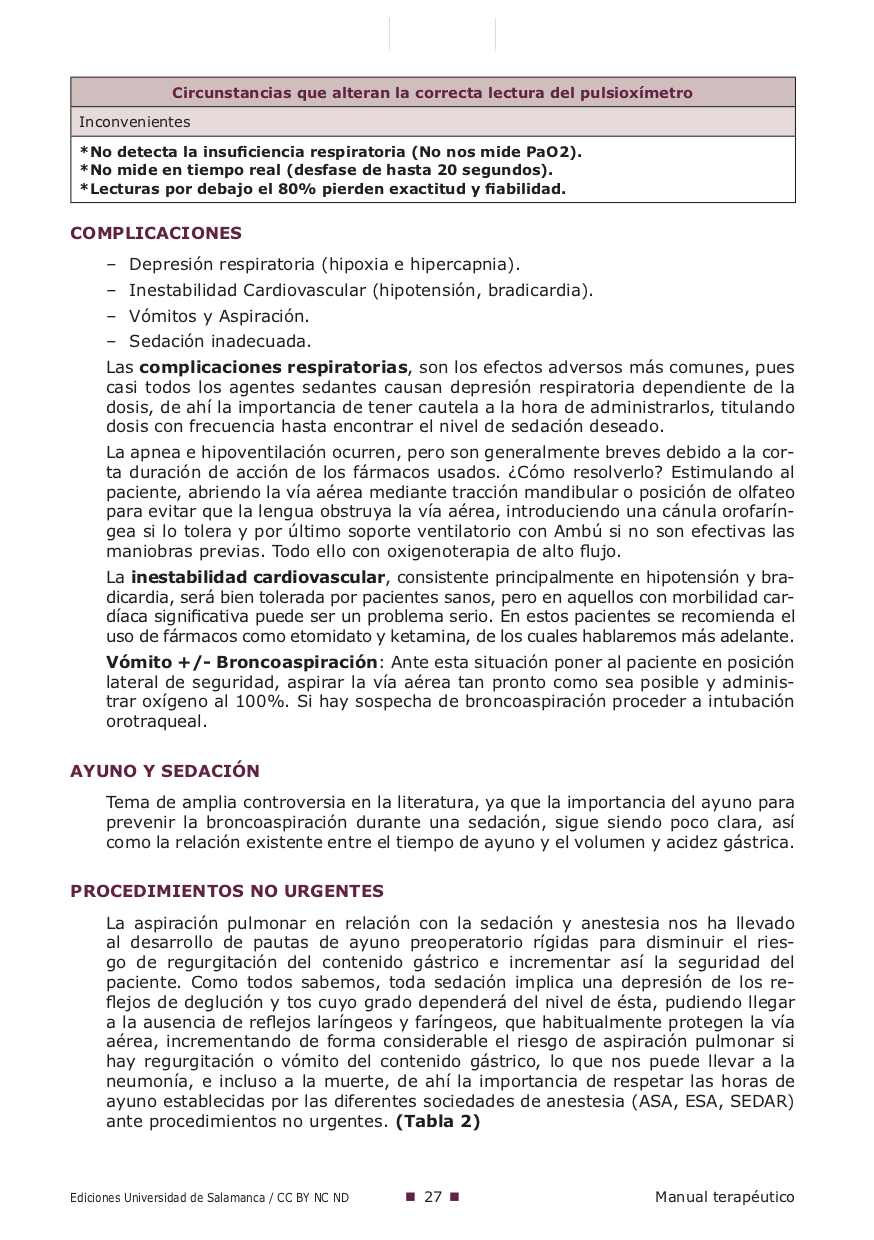 Circunstancias que alteran la correcta lectura del pulsioxímetro
Inconvenientes
*No detecta la insuficiencia respiratoria (No nos mide PaO2).
*No mide en tiempo real (desfase de hasta 20 segundos).
*Lecturas por debajo el 80% pierden exactitud y fiabilidad.
COMPLICACIONES
– Depresión respiratoria (hipoxia e hipercapnia).
– Inestabilidad Cardiovascular (hipotensión, bradicardia).
– Vómitos y Aspiración.
– Sedación inadecuada.
Las complicaciones respiratorias, son los efectos adversos más comunes, pues
casi todos los agentes sedantes causan depresión respiratoria dependiente de la
dosis, de ahí la importancia de tener cautela a la hora de administrarlos, titulando
dosis con frecuencia hasta encontrar el nivel de sedación deseado.
La apnea e hipoventilación ocurren, pero son generalmente breves debido a la cor-
ta duración de acción de los fármacos usados. ¿Cómo resolverlo? Estimulando al
paciente, abriendo la vía aérea mediante tracción mandibular o posición de olfateo
para evitar que la lengua obstruya la vía aérea, introduciendo una cánula orofarín-
gea si lo tolera y por último soporte ventilatorio con Ambú si no son efectivas las
maniobras previas. Todo ello con oxigenoterapia de alto flujo.
La inestabilidad cardiovascular, consistente principalmente en hipotensión y bra-
dicardia, será bien tolerada por pacientes sanos, pero en aquellos con morbilidad car-
díaca significativa puede ser un problema serio. En estos pacientes se recomienda el
uso de fármacos como etomidato y ketamina, de los cuales hablaremos más adelante.
Vómito +/- Broncoaspiración: Ante esta situación poner al paciente en posición
lateral de seguridad, aspirar la vía aérea tan pronto como sea posible y adminis-
trar oxígeno al 100%. Si hay sospecha de broncoaspiración proceder a intubación
orotraqueal.
AYUNO Y SEDACIÓN
Tema de amplia controversia en la literatura, ya que la importancia del ayuno para
prevenir la broncoaspiración durante una sedación, sigue siendo poco clara, así
como la relación existente entre el tiempo de ayuno y el volumen y acidez gástrica.
PROCEDIMIENTOS NO URGENTES
La aspiración pulmonar en relación con la sedación y anestesia nos ha llevado
al desarrollo de pautas de ayuno preoperatorio rígidas para disminuir el ries-
go de regurgitación del contenido gástrico e incrementar así la seguridad del
paciente. Como todos sabemos, toda sedación implica una depresión de los re-
flejos de deglución y tos cuyo grado dependerá del nivel de ésta, pudiendo llegar
a la ausencia de reflejos laríngeos y faríngeos, que habitualmente protegen la vía
aérea, incrementando de forma considerable el riesgo de aspiración pulmonar si
hay regurgitación o vómito del contenido gástrico, lo que nos puede llevar a la
neumonía, e incluso a la muerte, de ahí la importancia de respetar las horas de
ayuno establecidas por las diferentes sociedades de anestesia (ASA, ESA, SEDAR)
ante procedimientos no urgentes. (Tabla 2)
Ediciones Universidad de Salamanca / CC BY NC ND ■ 27 ■ Manual terapéutico